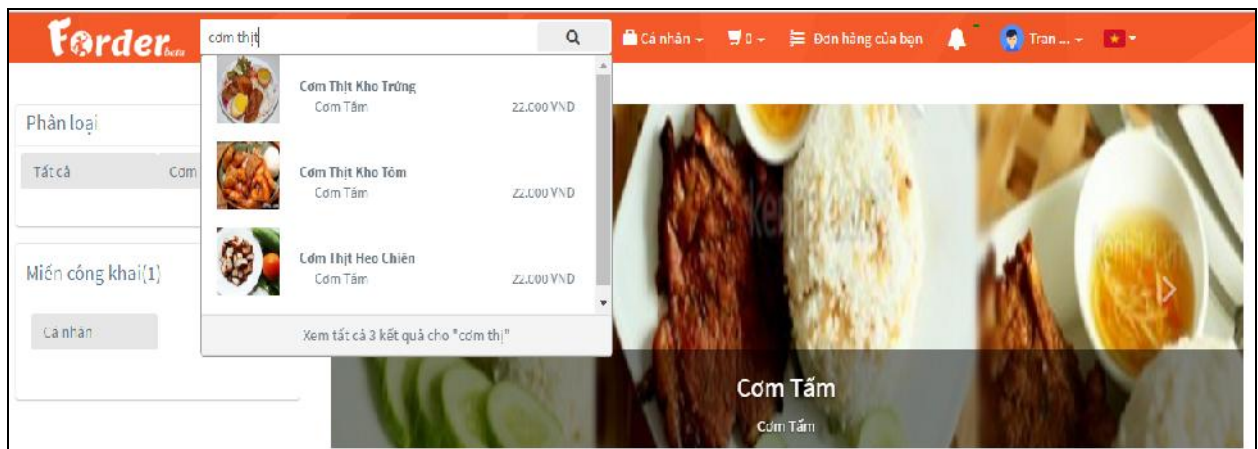 Forder beta
cơm thịt
Cá nhân
0
Đơn hàng của bạn
Tran ...
Phân loại
Tất cả
Cơm
Cơm Thịt Kho Trứng
Cơm Tấm
22.000 VND
Cơm Thịt Kho Tôm
Cơm Tấm
22.000 VND
Cơm Thịt Heo Chiên
Cơm Tấm
22.000 VND
Xem tất cả 3 kết quả cho "cơm thị"
Miền công khai(1)
Cá nhân
Cơm Tấm
Cơm Tấm